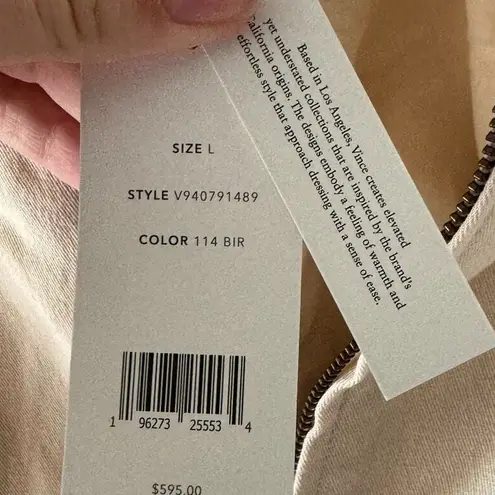 SIZE L
STYLE V940791489
COLOR 114 BIR
1 96273 25553 4
$595.00
Based in Los Angeles, Vince creates elevated
yet understated collections that are inspired by the brand's
California origins. The designs embody a feeling of warmth and
effortless style that approach dressing with a sense of ease.